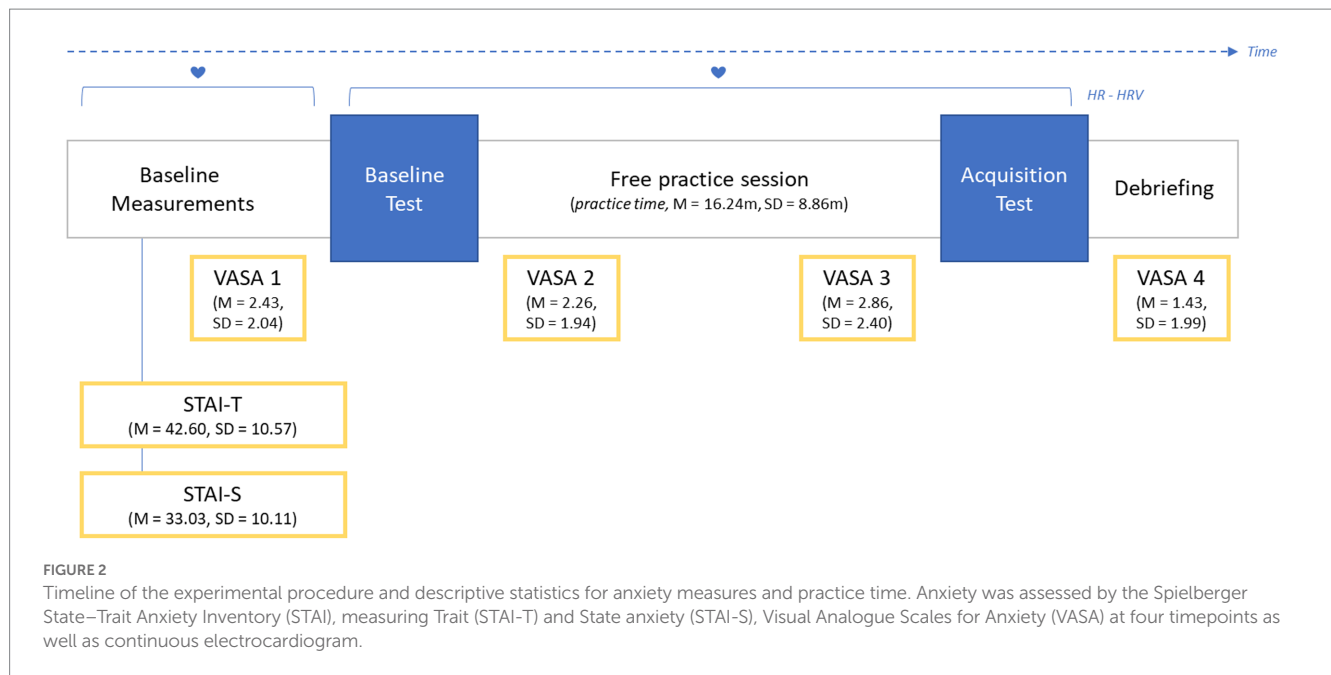 Time
HR - HRV
Baseline
Measurements
Baseline
Test
Free practice session
(practice time, M = 16.24m, SD = 8.86m)
Acquisition
Test
Debriefing
VASA 1
(M = 2.43,
SD = 2.04)
VASA 2
(M = 2.26,
SD = 1.94)
VASA 3
(M = 2.86,
SD = 2.40)
VASA 4
(M = 1.43,
SD = 1.99)
STAI-T
(M = 42.60, SD = 10.57)
STAI-S
(M = 33.03, SD = 10.11)
FIGURE 2
Timeline of the experimental procedure and descriptive statistics for anxiety measures and practice time. Anxiety was assessed by the Spielberger
State–Trait Anxiety Inventory (STAI), measuring Trait (STAI-T) and State anxiety (STAI-S), Visual Analogue Scales for Anxiety (VASA) at four timepoints as
well as continuous electrocardiogram.